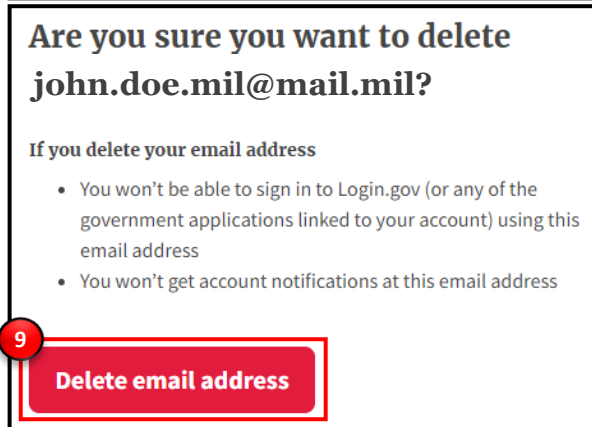 Are you sure you want to delete
john.doe.mil@mail.mil?
If you delete your email address
• You won’t be able to sign in to Login.gov (or any of the
government applications linked to your account) using this
email address
• You won’t get account notifications at this email address
9
Delete email address